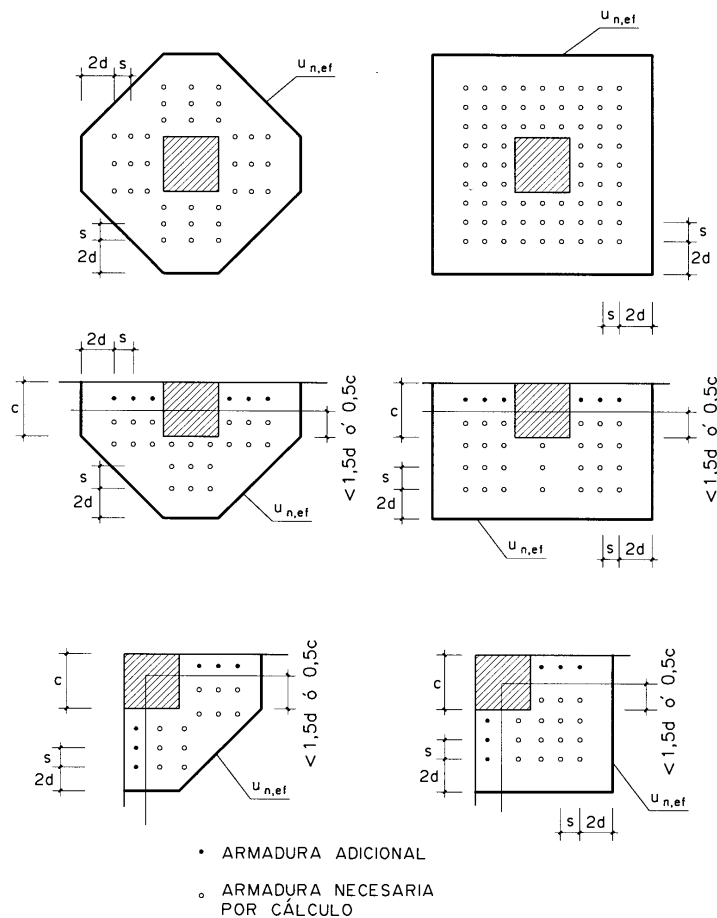 u n,ef
u n,ef
2d s
s
2d
s
2d
s 2d
2d s
c
<1,5d ó 0,5c
c
<1,5d ó 0,5c
s
2d
s
2d
u n,ef
u n,ef
s 2d
c
<1,5d ó 0,5c
c
<1,5d ó 0,5c
s
2d
s
2d
u n,ef
u n,ef
s 2d
• ARMADURA ADICIONAL
○ ARMADURA NECESARIA
POR CÁLCULO